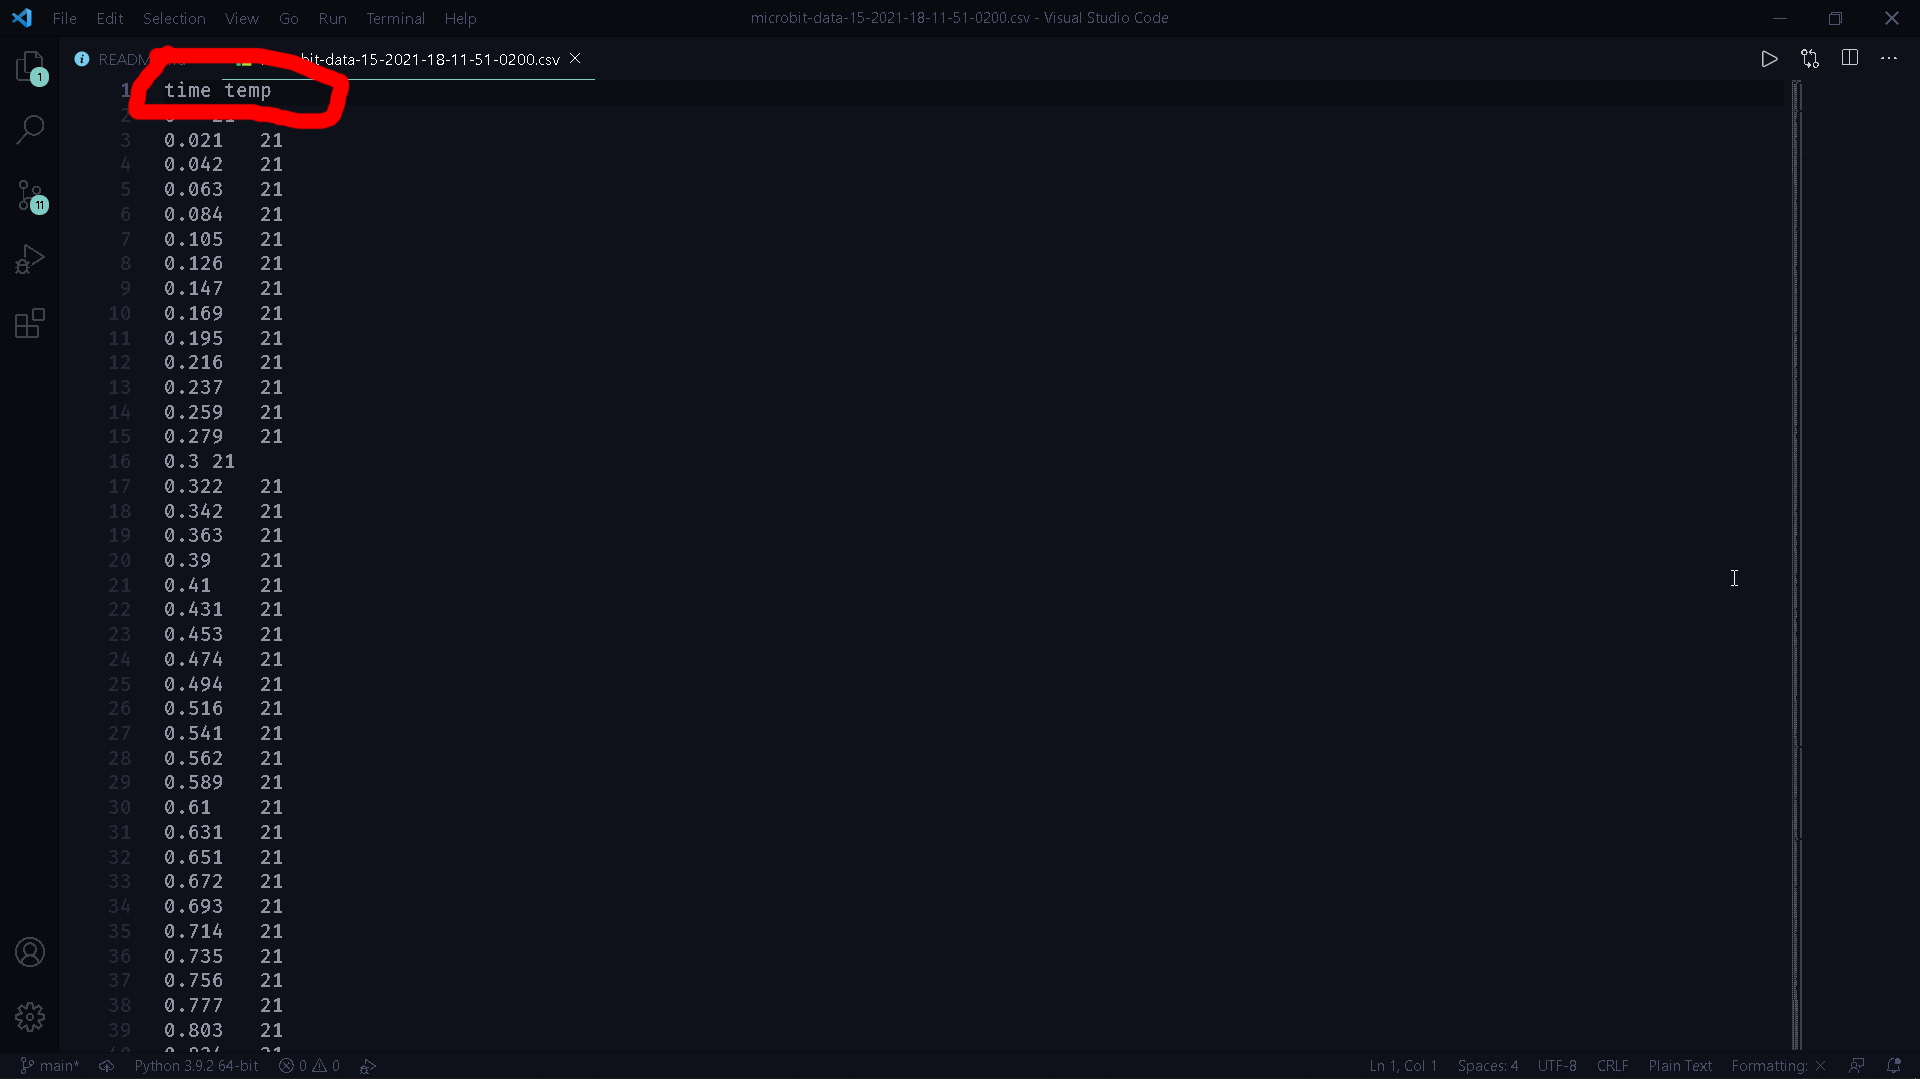 File Edit Selection View Go Run Terminal Help
microbit-data-15-2021-18-11-51-0200.csv - Visual Studio Code
bit-data-15-2021-18-11-51-0200.csv
1 time temp
2 0 21
3 0.021 21
4 0.042 21
5 0.063 21
6 0.084 21
7 0.105 21
8 0.126 21
9 0.147 21
10 0.169 21
11 0.195 21
12 0.216 21
13 0.237 21
14 0.259 21
15 0.279 21
16 0.3 21
17 0.322 21
18 0.342 21
19 0.363 21
20 0.39 21
21 0.41 21
22 0.431 21
23 0.453 21
24 0.474 21
25 0.494 21
26 0.516 21
27 0.541 21
28 0.562 21
29 0.589 21
30 0.61 21
31 0.631 21
32 0.651 21
33 0.672 21
34 0.693 21
35 0.714 21
36 0.735 21
37 0.756 21
38 0.777 21
39 0.803 21
1
11
main* Python 3.9.2 64-bit 0 0 Ln 1, Col 1 Spaces: 4 UTF-8 CRLF Plain Text Formatting: